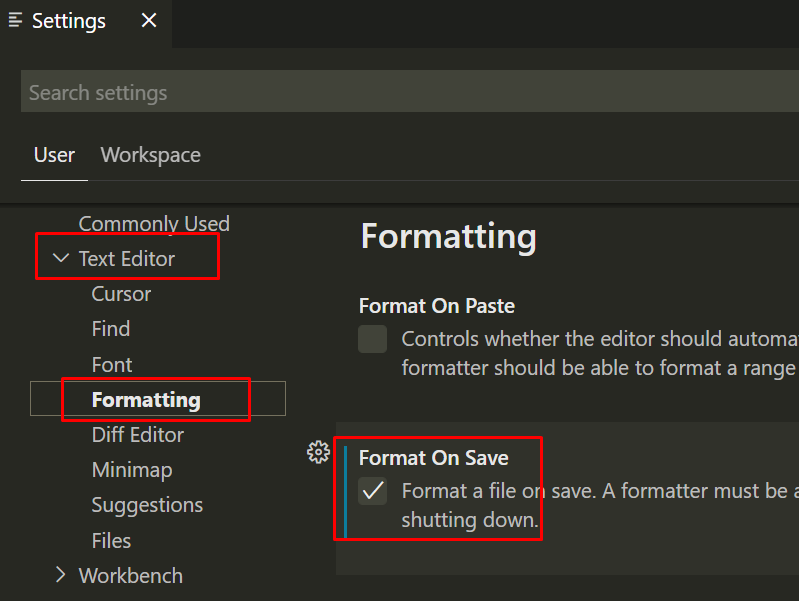 Settings
Search settings
User Workspace
Commonly Used
Text Editor
Cursor
Find
Font
Formatting
Diff Editor
Minimap
Suggestions
Files
Workbench
Formatting
Format On Paste
Controls whether the editor should automa
formatter should be able to format a range
Format On Save
Format a file on save. A formatter must be a
shutting down.